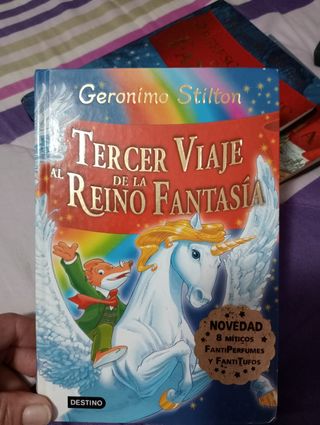 Geronimo Stilton
TERCER VIAJE
AL REINO DE LA FANTASÍA
NOVEDAD
8 MÍTICOS
FANTIPERFUMES
Y FANTITUFOS
DESTINO